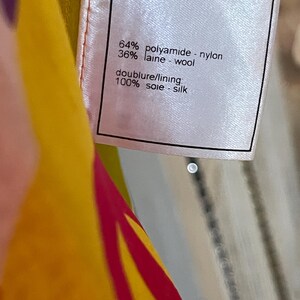 64% polyamide - nylon
36% laine - wool
doublure/lining:
100% soie - silk